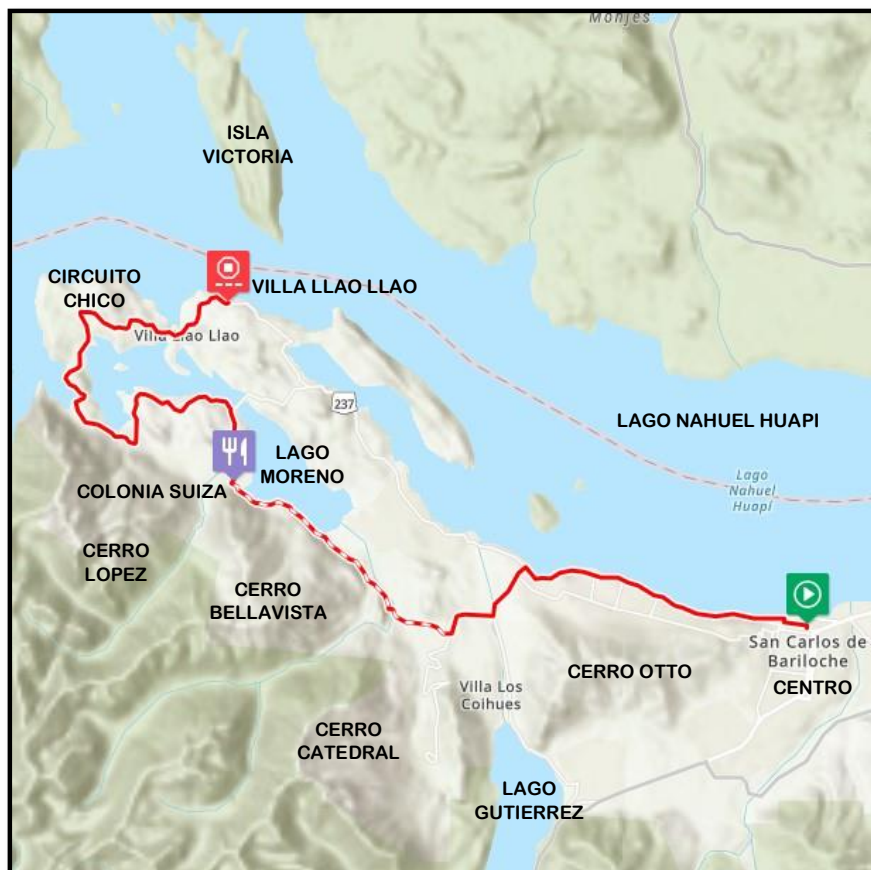 Monjes
ISLA
VICTORIA
CIRCUITO
CHICO
VILLA LLAO LLAO
Villa Llao Llao
237
LAGO NAHUEL HUAPI
LAGO
MORENO
Lago
Nahuel
Huapí
COLONIA SUIZA
CERRO
LOPEZ
CERRO
BELLAVISTA
San Carlos de
Bariloche
CERRO OTTO
CENTRO
Villa Los
Coihues
CERRO
CATEDRAL
LAGO
GUTIERREZ